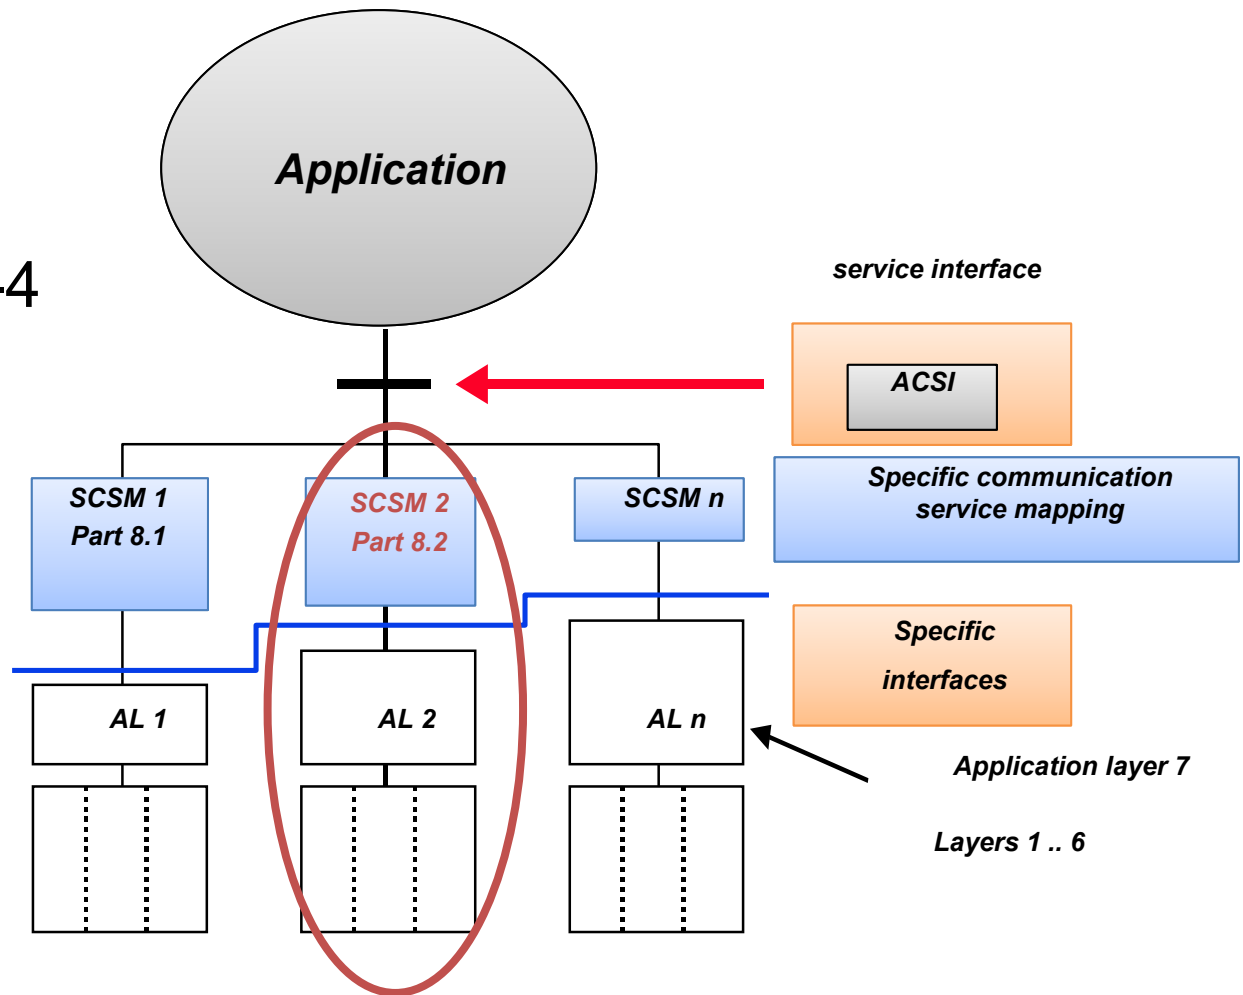 Application
-4
service interface
ACSI
Specific communication
service mapping
SCSM 1
Part 8.1
SCSM 2
Part 8.2
SCSM n
Specific
interfaces
AL 1
AL 2
AL n
Application layer 7
Layers 1 .. 6